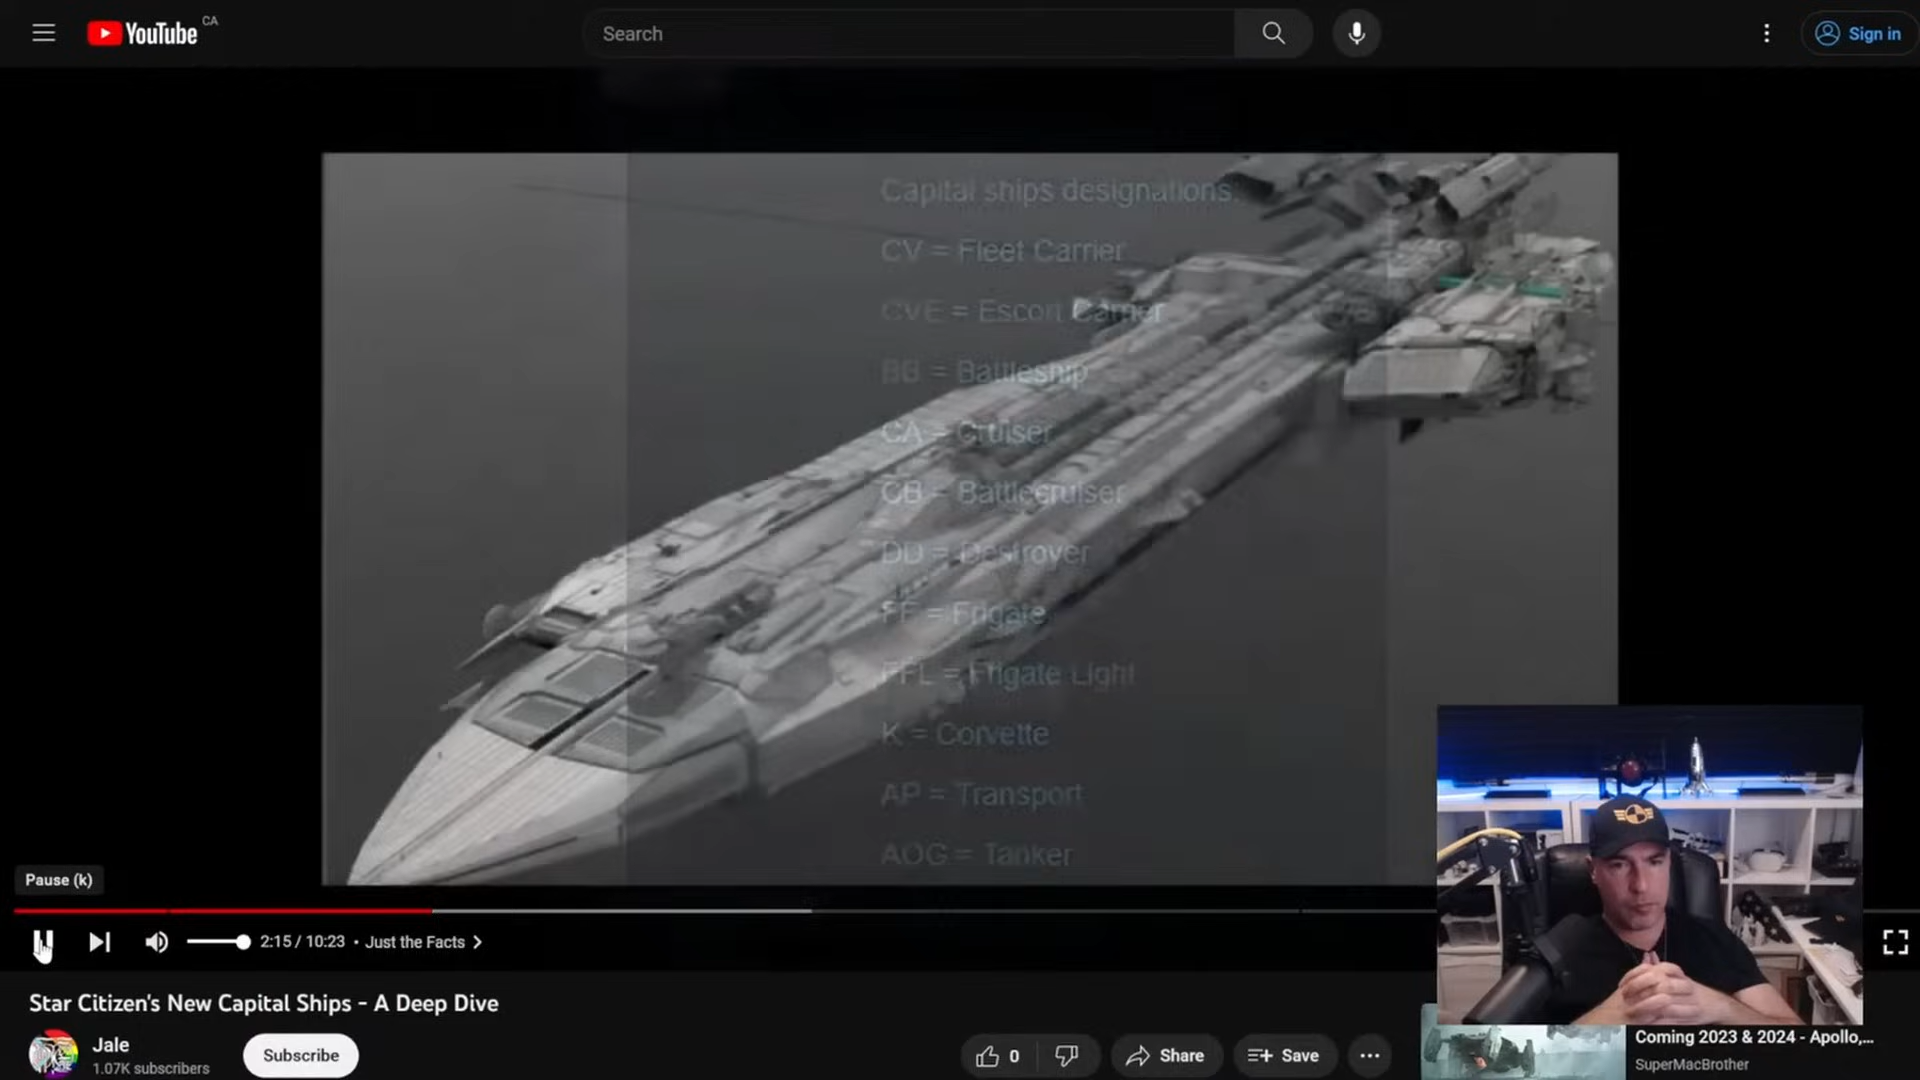 YouTube CA
Search
Sign in
Capital ships designations:
CV = Fleet Carrier
CVE = Escort Carrier
BB = Battleship
CA = Cruiser
CB = Battlecruiser
DD = Destroyer
FF = Frigate
FFL = Frigate Light
K = Corvette
AP = Transport
AOG = Tanker
Pause (k)
2:15 / 10:23 • Just the Facts
Star Citizen's New Capital Ships - A Deep Dive
Jale
1.07K subscribers
Subscribe
0
Share
Save
Coming 2023 & 2024 - Apollo,...
SuperMacBrother